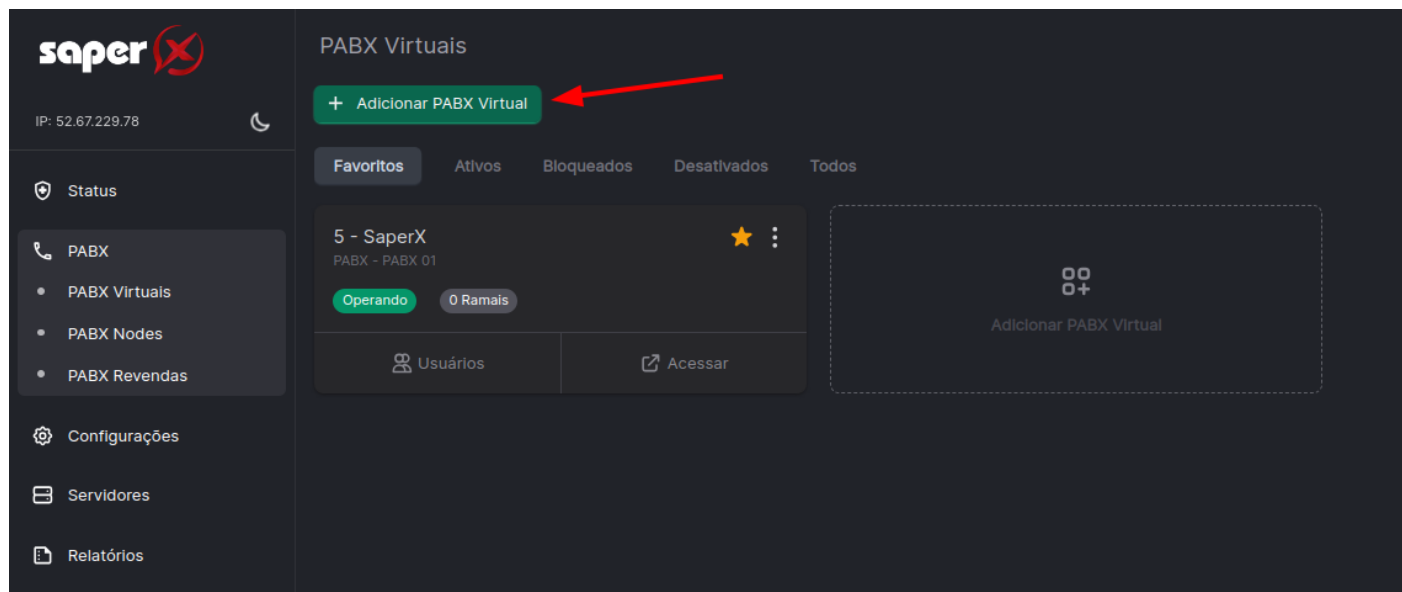 saperx
IP: 52.67.229.78
Status
PABX
PABX Virtuais
PABX Nodes
PABX Revendas
Configurações
Servidores
Relatórios
PABX Virtuais
+ Adicionar PABX Virtual
Favoritos Ativos Bloqueados Desativados Todos
5 - SaperX
PABX - PABX 01
Operando 0 Ramais
Usuários Acessar
Adicionar PABX Virtual